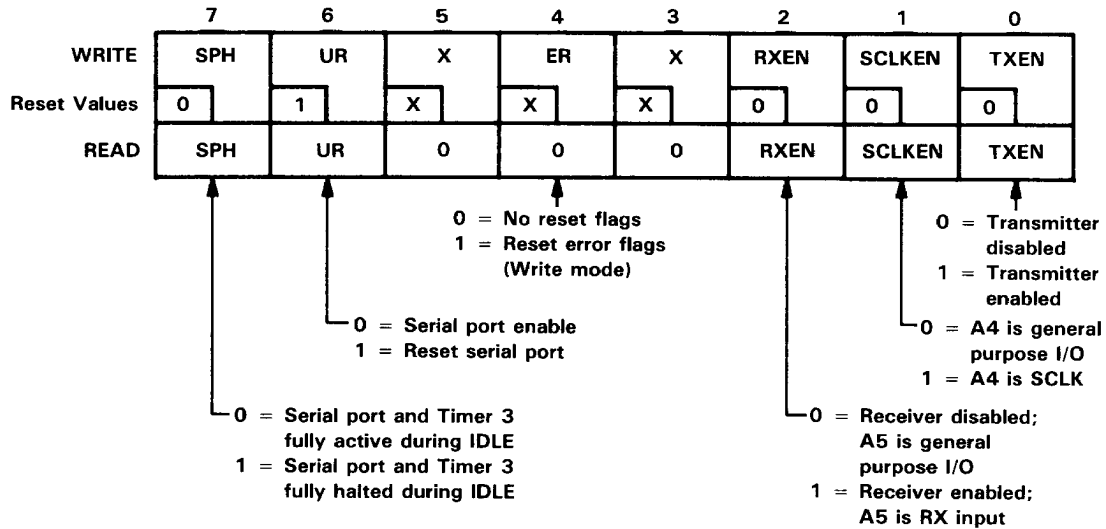 7 6 5 4 3 2 1 0
WRITE SPH UR X ER X RXEN SCLKEN TXEN
Reset Values 0 1 X X X 0 0 0
READ SPH UR 0 0 0 RXEN SCLKEN TXEN
0 = No reset flags
1 = Reset error flags
(Write mode)
0 = Transmitter
disabled
1 = Transmitter
enabled
0 = Serial port enable
1 = Reset serial port
0 = A4 is general
purpose I/O
1 = A4 is SCLK
0 = Serial port and Timer 3
fully active during IDLE
1 = Serial port and Timer 3
fully halted during IDLE
0 = Receiver disabled;
A5 is general
purpose I/O
1 = Receiver enabled;
A5 is RX input